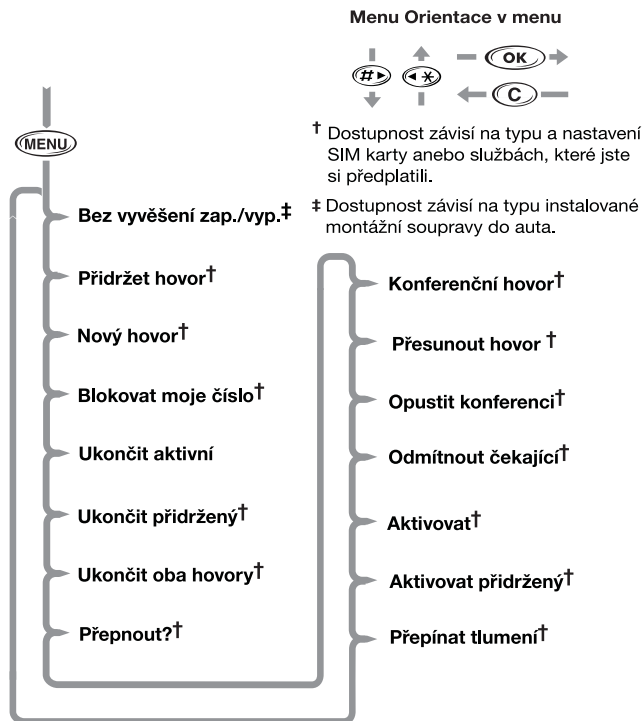 Menu Orientace v menu
#► ◄* OK
C
MENU
† Dostupnost závisí na typu a nastavení
SIM karty anebo službách, které jste
si předplatili.
‡ Dostupnost závisí na typu instalované
montážní soupravy do auta.
Bez vyvěšení zap./vyp.‡
Přidržet hovor†
Nový hovor†
Blokovat moje číslo†
Ukončit aktivní
Ukončit přidržený†
Ukončit oba hovory†
Přepnout?†
Konferenční hovor†
Přesunout hovor †
Opustit konferenci†
Odmítnout čekající†
Aktivovat†
Aktivovat přidržený†
Přepínat tlumení†